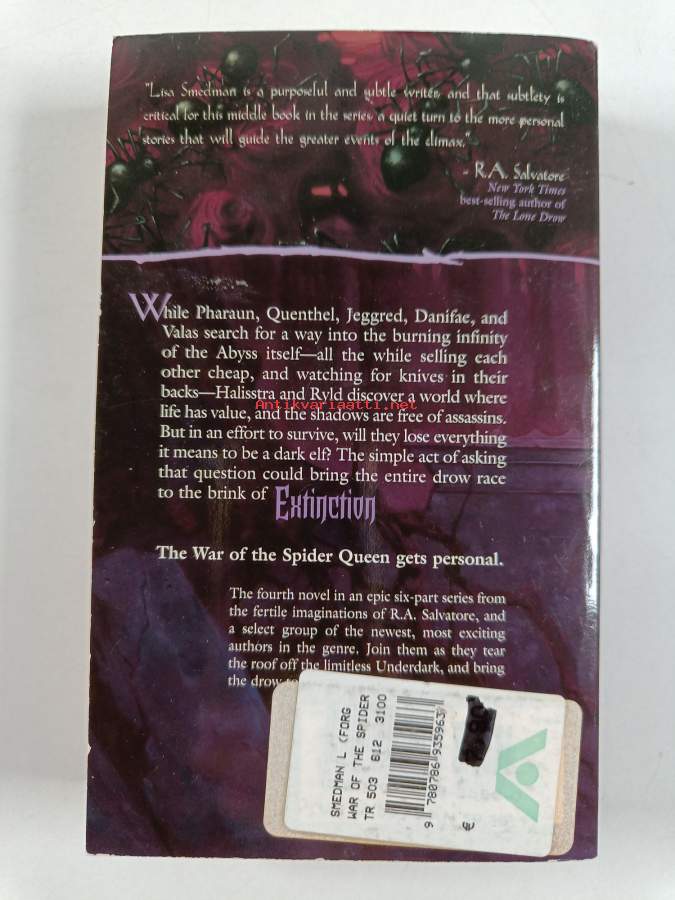 "Lisa Smedman is a purposeful and subtle writer, and that subtlety is
critical for this middle book in the series, a quiet turn to the more personal
stories that will guide the greater events of the climax."
- R.A. Salvatore
New York Times
best-selling author of
The Lone Drow
While Pharaun, Quenthel, Jeggred, Danifae, and
Valas search for a way into the burning infinity
of the Abyss itself—all the while selling each
other cheap, and watching for knives in their
backs—Halisstra and Ryld discover a world where
Antikvariaatti.net
life has value, and the shadows are free of assassins.
But in an effort to survive, will they lose everything
it means to be a dark elf? The simple act of asking
that question could bring the entire drow race
to the brink of Extinction
The War of the Spider Queen gets personal.
The fourth novel in an epic six-part series from
the fertile imaginations of R.A. Salvatore, and
a select group of the newest, most exciting
authors in the genre. Join them as they tear
the roof off the limitless Underdark, and bring
the drow
SMEDMAN L (FORG
WAR OF THE SPIDER
TR 503 612 3100
9 780786 935963
€